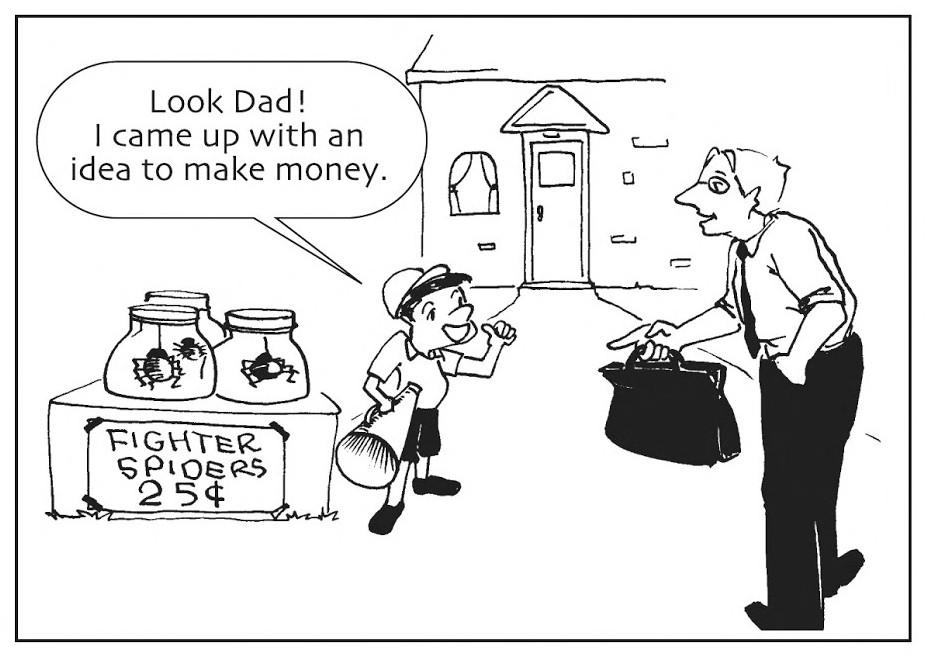 Look Dad!
I came up with an
idea to make money.
FIGHTER
SPIDERS
25¢